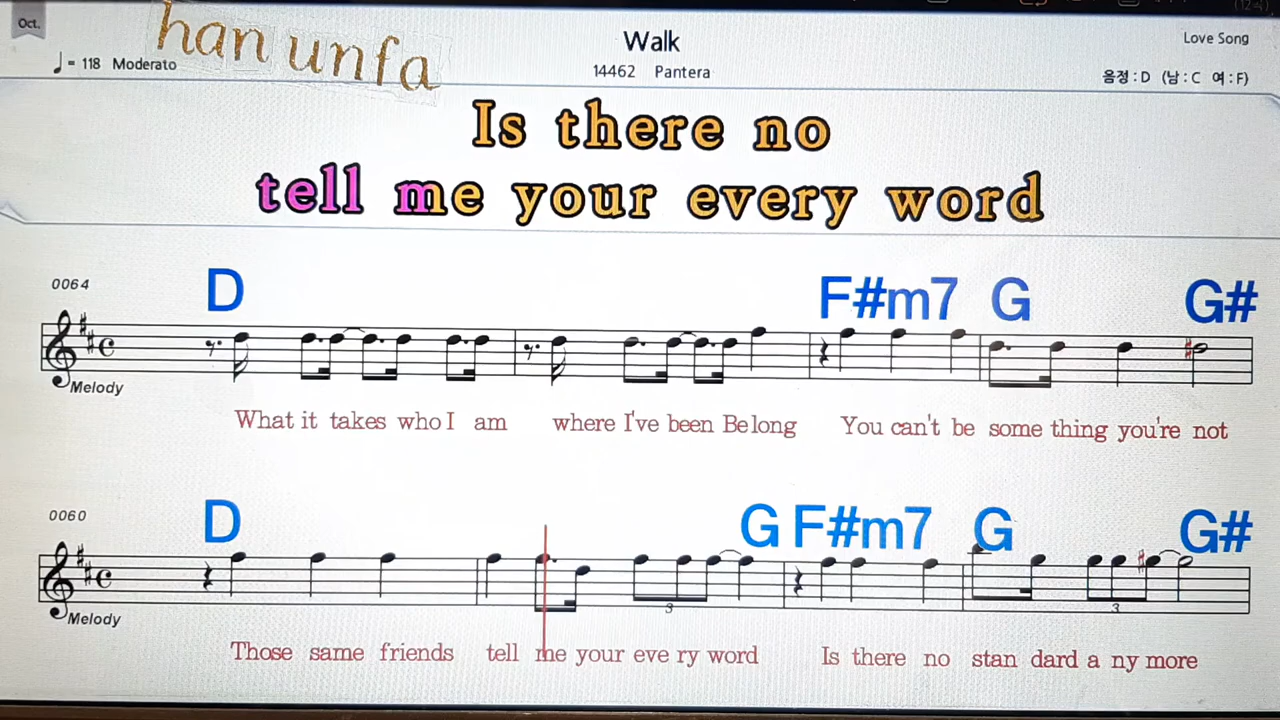 Oct.
han unfa
Walk
Love Song
♩= 118 Moderato
14462 Pantera
음정 : D (남 : C 여 : F)
Is there no
tell me your every word
0064
D F#m7 G G#
Melody
What it takes who I am where I've been Belong You can't be some thing you're not
0060
D G F#m7 G G#
3 3
Melody
Those same friends tell me your eve ry word Is there no stan dard a ny more